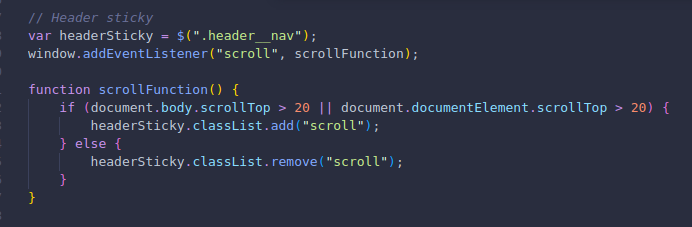 // Header sticky
var headerSticky = $(".header__nav");
window.addEventListener("scroll", scrollFunction);
function scrollFunction() {
if (document.body.scrollTop > 20 || document.documentElement.scrollTop > 20) {
headerSticky.classList.add("scroll");
} else {
headerSticky.classList.remove("scroll");
}
}